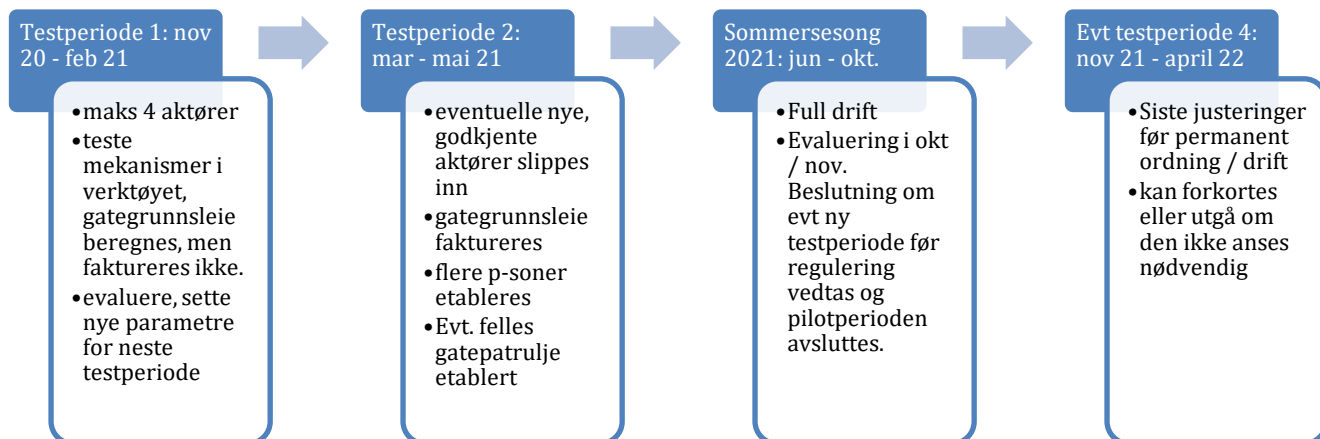 Testperiode 1: nov
20 - feb 21
•maks 4 aktører
•teste
mekanismer i
verktøyet,
gategrunnsleie
beregnes, men
faktureres ikke.
•evaluere, sette
nye parametre
for neste
testperiode
Testperiode 2:
mar - mai 21
•eventuelle nye,
godkjente
aktører slippes
inn
•gategrunnsleie
faktureres
•flere p-soner
etableres
•Evt. felles
gatepatrulje
etablert
Sommersesong
2021: jun - okt.
•Full drift
•Evaluering i okt
/ nov.
Beslutning om
evt ny
testperiode før
regulering
vedtas og
pilotperioden
avsluttes.
Evt testperiode 4:
nov 21 - april 22
•Siste justeringer
før permanent
ordning / drift
•kan forkortes
eller utgå om
den ikke anses
nødvendig